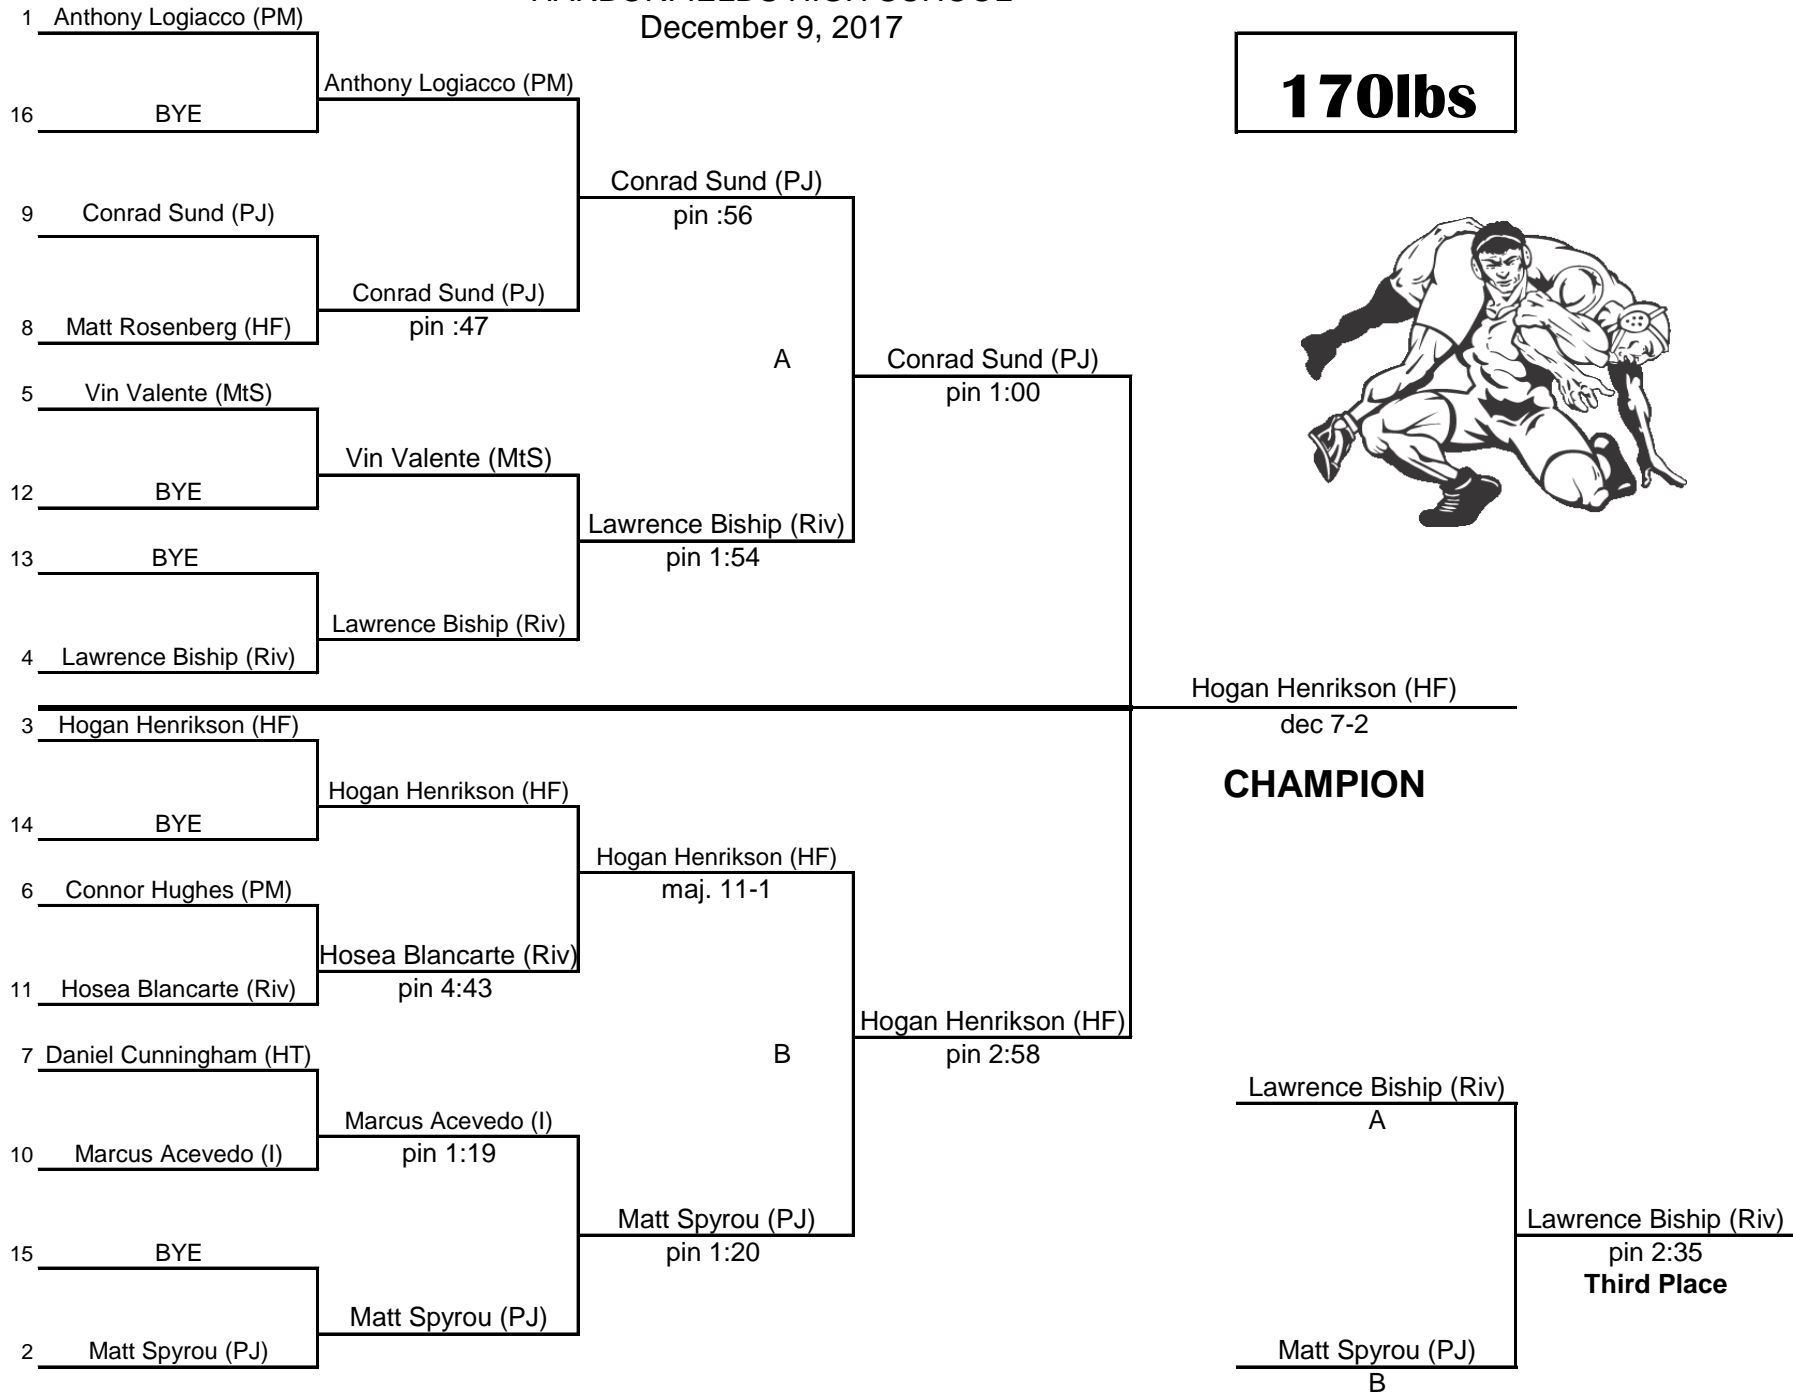 December 9, 2017
170lbs
1 Anthony Logiacco (PM)
16 BYE
9 Conrad Sund (PJ)
8 Matt Rosenberg (HF)
5 Vin Valente (MtS)
12 BYE
13 BYE
4 Lawrence Biship (Riv)
3 Hogan Henrikson (HF)
14 BYE
6 Connor Hughes (PM)
11 Hosea Blancarte (Riv)
7 Daniel Cunningham (HT)
10 Marcus Acevedo (I)
15 BYE
2 Matt Spyrou (PJ)
Anthony Logiacco (PM)
Conrad Sund (PJ)
pin :47
Vin Valente (MtS)
Lawrence Biship (Riv)
Hogan Henrikson (HF)
Hosea Blancarte (Riv)
pin 4:43
Marcus Acevedo (I)
pin 1:19
Matt Spyrou (PJ)
Conrad Sund (PJ)
pin :56
A
Lawrence Biship (Riv)
pin 1:54
Hogan Henrikson (HF)
maj. 11-1
B
Matt Spyrou (PJ)
pin 1:20
Conrad Sund (PJ)
pin 1:00
Hogan Henrikson (HF)
pin 2:58
Hogan Henrikson (HF)
dec 7-2
CHAMPION
Lawrence Biship (Riv)
A
Matt Spyrou (PJ)
B
Lawrence Biship (Riv)
pin 2:35
Third Place